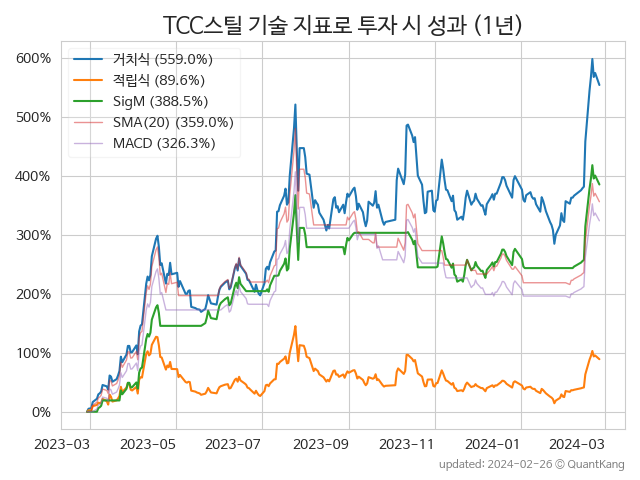 TCC스틸 기술 지표로 투자 시 성과 (1년)
거치식 (559.0%)
적립식 (89.6%)
SigM (388.5%)
SMA(20) (359.0%)
MACD (326.3%)
600%
500%
400%
300%
200%
100%
0%
2023-03 2023-05 2023-07 2023-09 2023-11 2024-01 2024-03
updated: 2024-02-26 © QuantKang